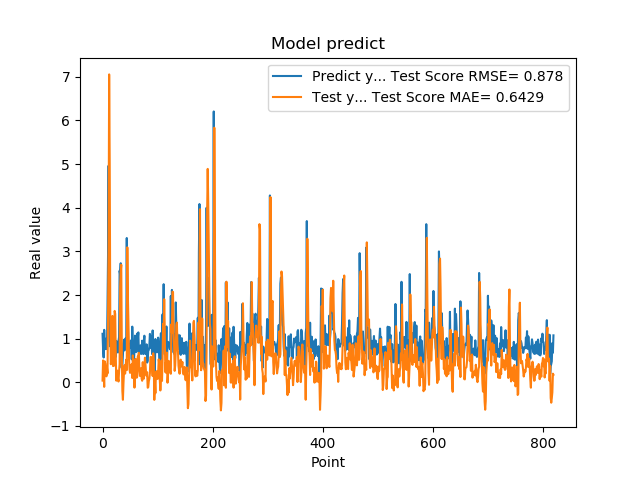 Model predict
Predict y... Test Score RMSE= 0.878
Test y... Test Score MAE= 0.6429
Real value
7
6
5
4
3
2
1
0
−1
0 200 400 600 800
Point